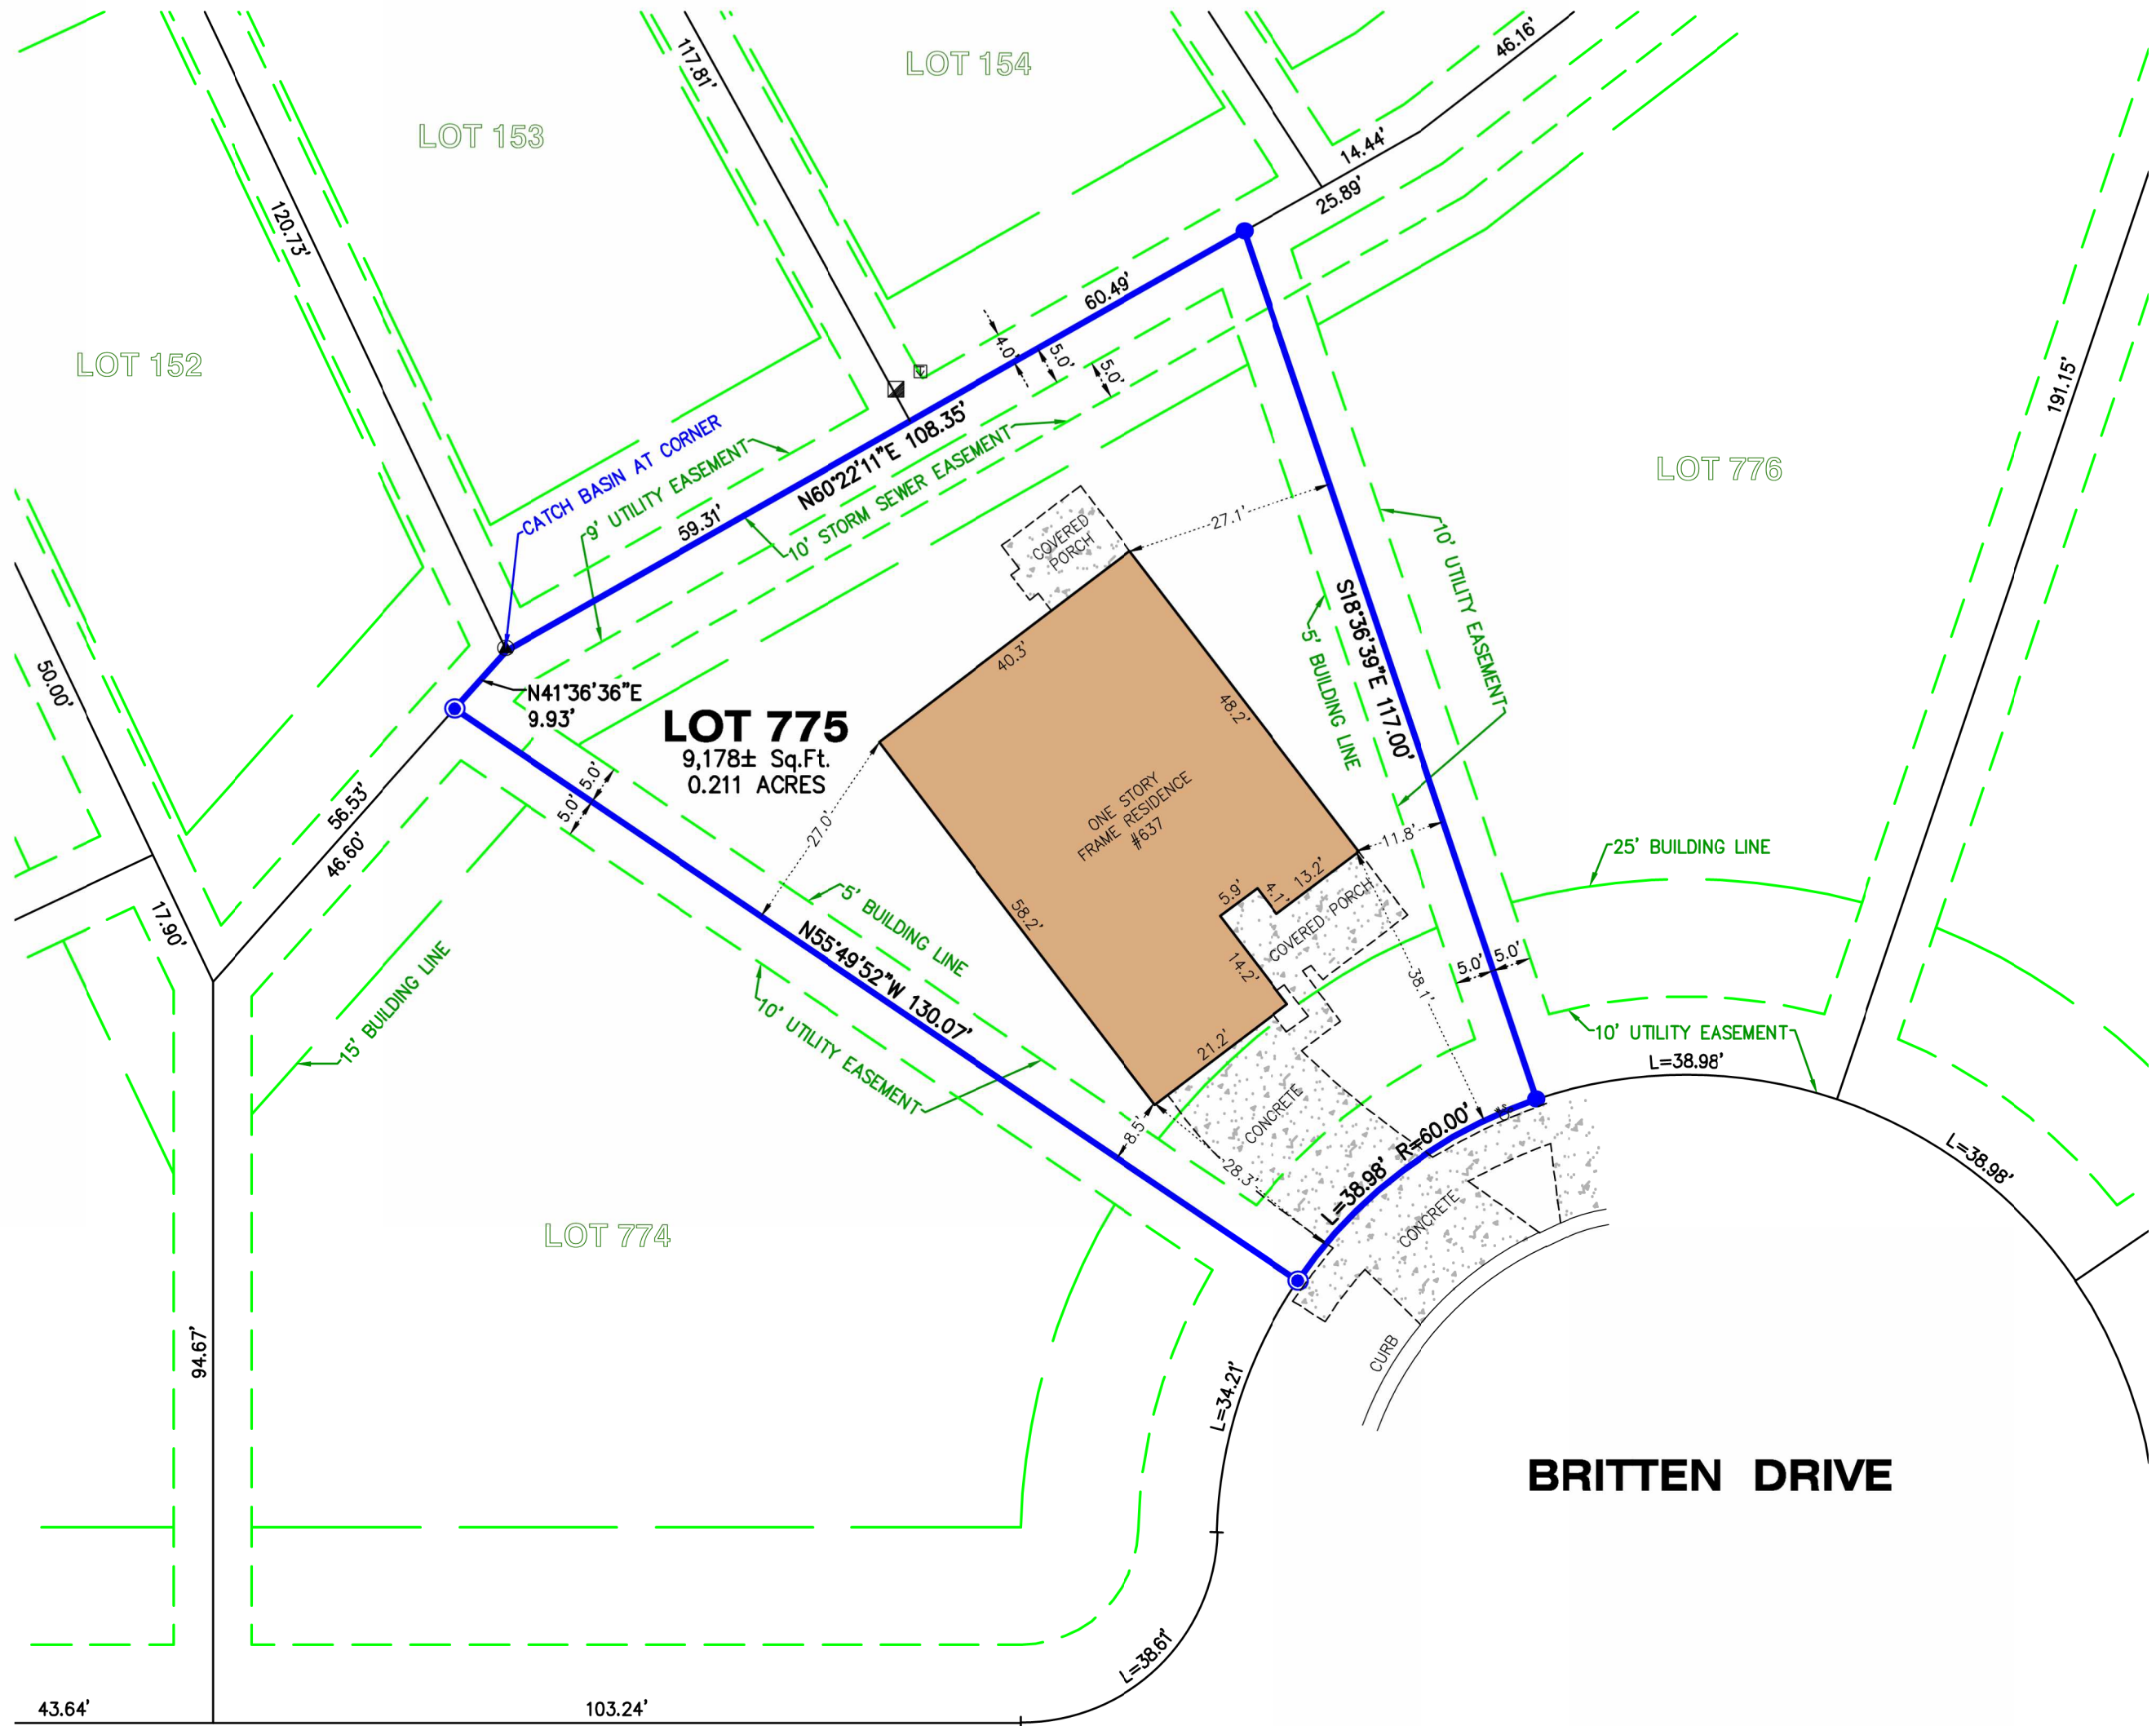 46.16'
117.81'
LOT 154
LOT 153
14.44'
25.89'
120.73'
60.49'
4.0'
5.0'
5.0'
LOT 152
191.15'
CATCH BASIN AT CORNER
9' UTILITY EASEMENT
N60°22'11"E 108.35'
59.31'
10' STORM SEWER EASEMENT
LOT 776
27.1'
COVERED
PORCH
10' UTILITY EASEMENT
S18°36'39"E 117.00'
5' BUILDING LINE
40.3'
48.2'
50.00'
N41°36'36"E
9.93'
LOT 775
9,178± Sq.Ft.
0.211 ACRES
5.0'
5.0'
27.0'
56.53'
46.60'
ONE STORY
FRAME RESIDENCE
#637
11.8'
25' BUILDING LINE
13.2'
4.1'
5.9'
COVERED PORCH
58.2'
17.90'
5' BUILDING LINE
N55°49'52"W 130.07'
10' UTILITY EASEMENT
15' BUILDING LINE
14.2'
38.1'
5.0'
5.0'
10' UTILITY EASEMENT
L=38.98'
21.2'
CONCRETE
8.5'
28.3'
L=38.98' R=60.00'
L=38.98'
CONCRETE
LOT 774
CURB
94.67'
L=34.21'
BRITTEN DRIVE
L=38.61'
43.64'
103.24'